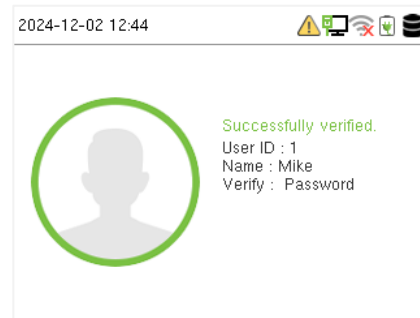 2024-12-02 12:44
Successfully verified.
User ID : 1
Name : Mike
Verify : Password